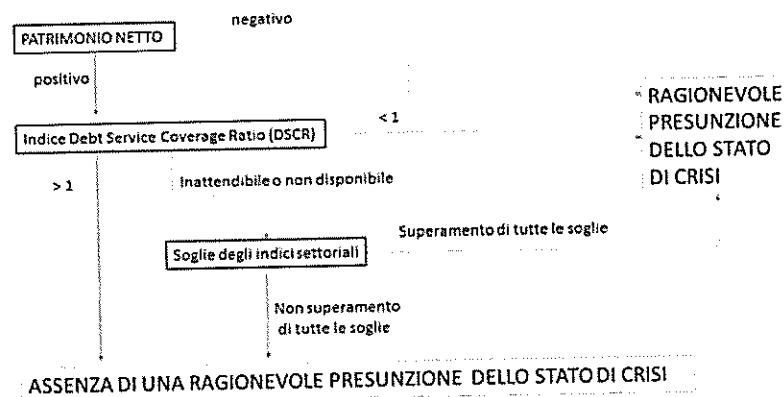 negativo
PATRIMONIO NETTO
positivo
RAGIONEVOLE
PRESUNZIONE
DELLO STATO
DI CRISI
< 1
Indice Debt Service Coverage Ratio (DSCR)
> 1
Inattendibile o non disponibile
Superamento di tutte le soglie
Soglie degli indici settoriali
Non superamento
di tutte le soglie
ASSENZA DI UNA RAGIONEVOLE PRESUNZIONE DELLO STATO DI CRISI